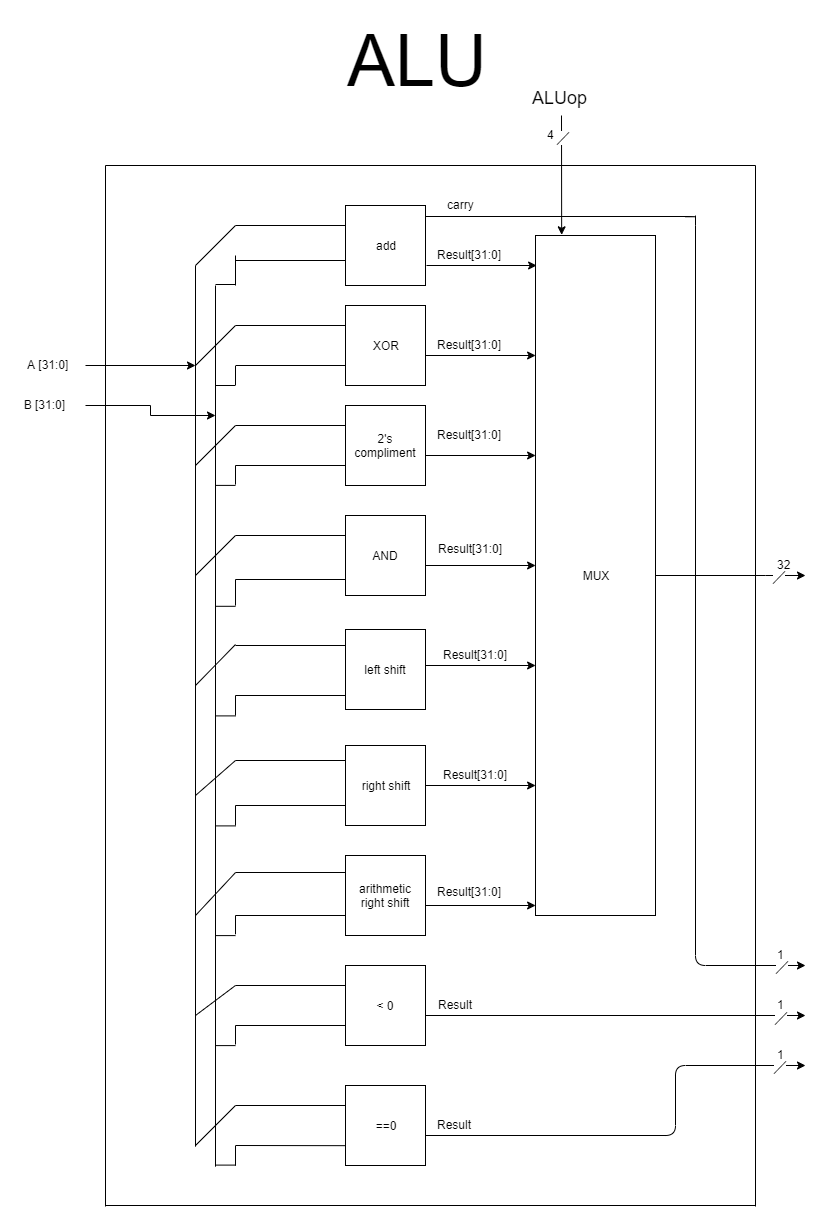 ALU
ALUop
4
carry
add
Result[31:0]
XOR
Result[31:0]
A [31:0]
B [31:0]
2's
compliment
Result[31:0]
AND
Result[31:0]
MUX
32
left shift
Result[31:0]
right shift
Result[31:0]
arithmetic
right shift
Result[31:0]
1
< 0
Result
1
1
==0
Result